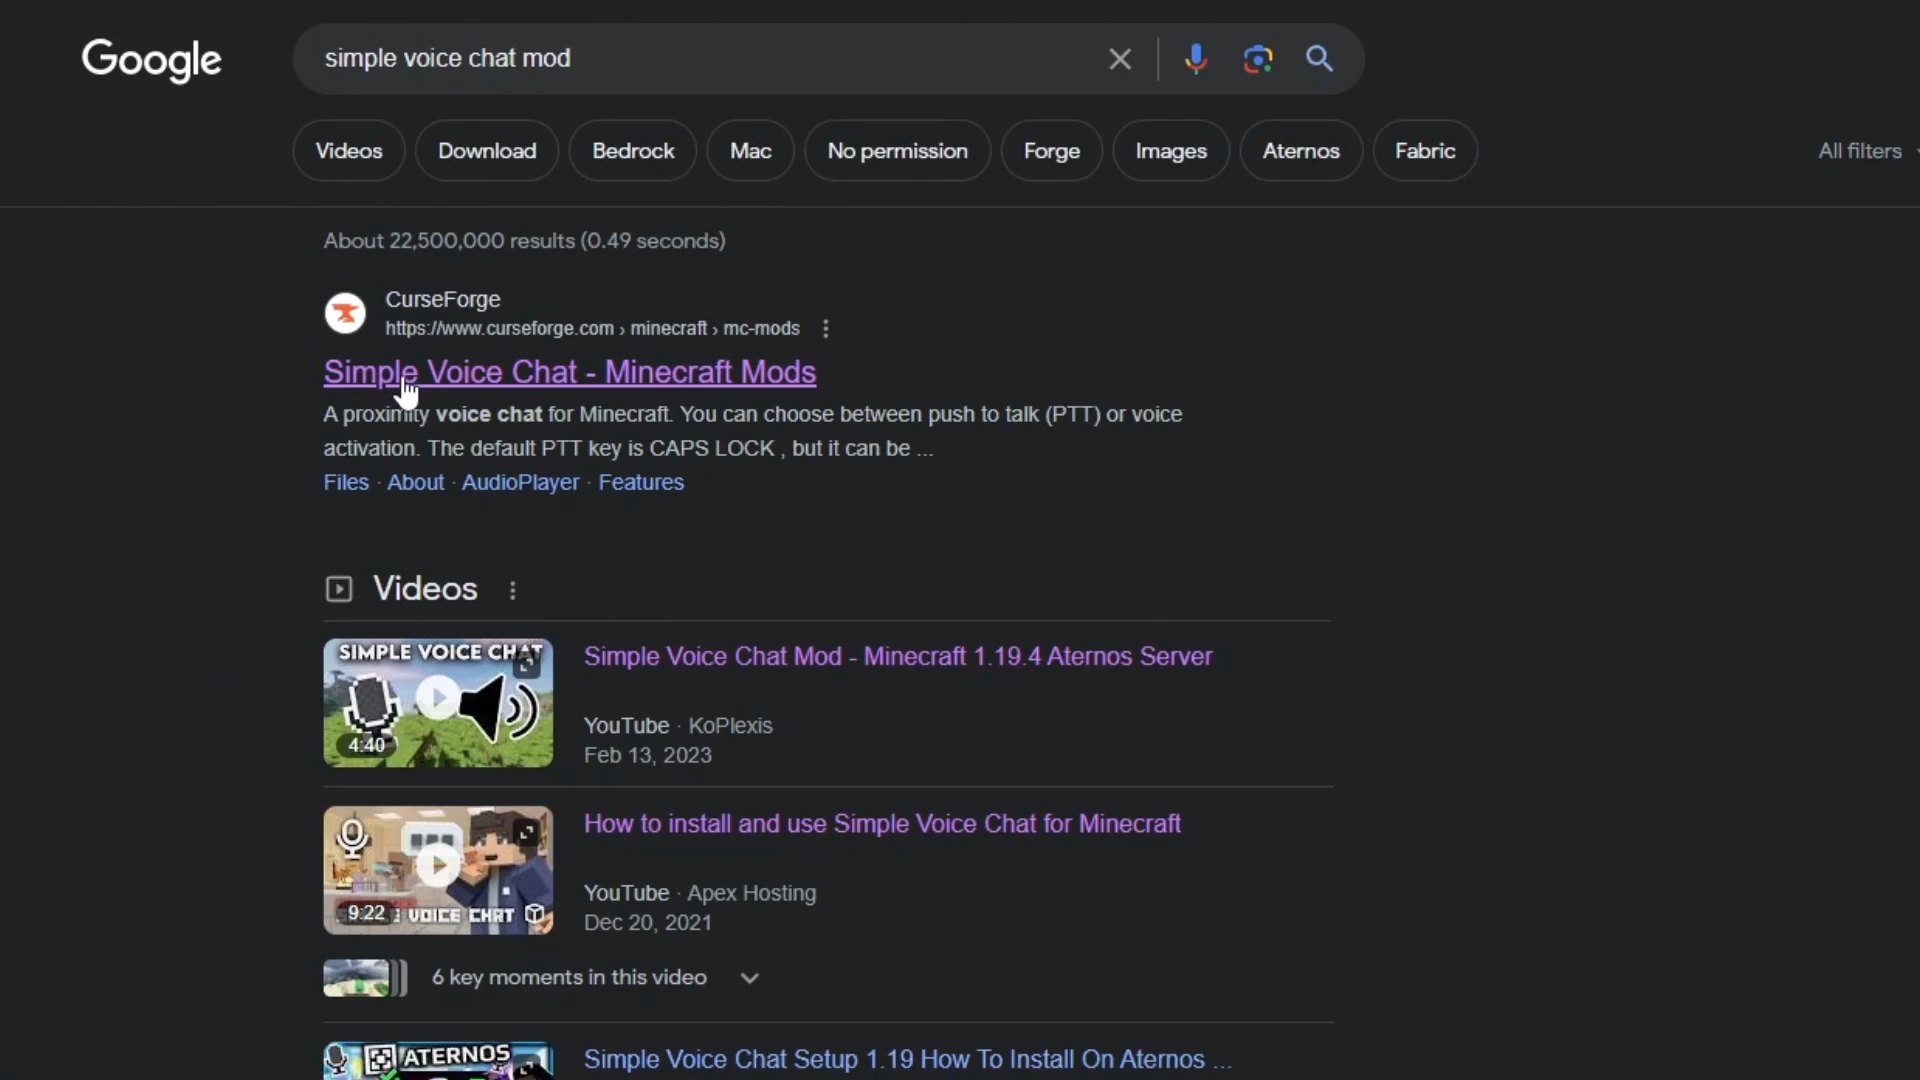 Google
simple voice chat mod
Videos
Download
Bedrock
Mac
No permission
Forge
Images
Aternos
Fabric
All filters
About 22,500,000 results (0.49 seconds)
CurseForge
https://www.curseforge.com › minecraft › mc-mods
Simple Voice Chat - Minecraft Mods
A proximity voice chat for Minecraft. You can choose between push to talk (PTT) or voice
activation. The default PTT key is CAPS LOCK , but it can be ...
Files · About · AudioPlayer · Features
Videos
SIMPLE VOICE CHAT
4:40
Simple Voice Chat Mod - Minecraft 1.19.4 Aternos Server
YouTube · KoPlexis
Feb 13, 2023
9:22
VOICE CHAT
How to install and use Simple Voice Chat for Minecraft
YouTube · Apex Hosting
Dec 20, 2021
6 key moments in this video
ATERNOS
Simple Voice Chat Setup 1.19 How To Install On Aternos ...